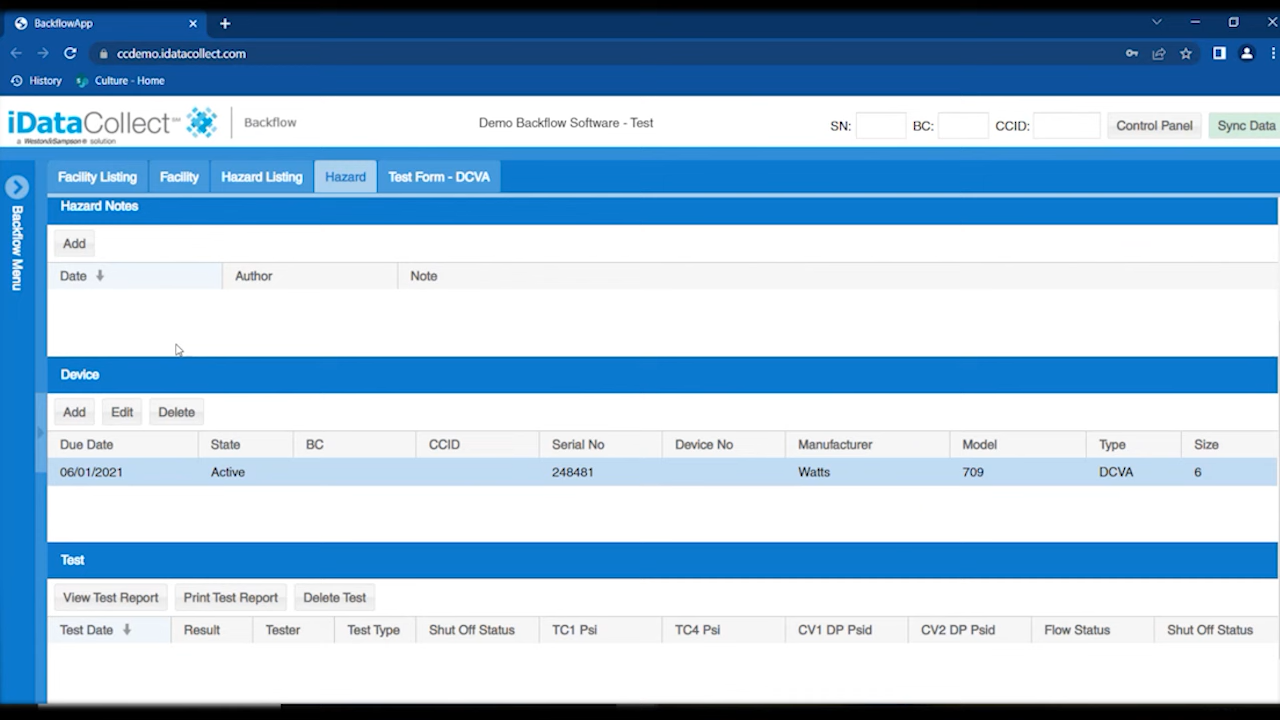 BackflowApp
ccdemo.idatacollect.com
History Culture - Home
iDataCollect℠ Backflow Demo Backflow Software - Test SN: BC: CCID: Control Panel Sync Data
a Weston&Sampson® solution
Facility Listing Facility Hazard Listing Hazard Test Form - DCVA
Backflow Menu
Hazard Notes
Add
Date Author Note
Device
Add Edit Delete
Due Date State BC CCID Serial No Device No Manufacturer Model Type Size
06/01/2021 Active 248481 Watts 709 DCVA 6
Test
View Test Report Print Test Report Delete Test
Test Date Result Tester Test Type Shut Off Status TC1 Psi TC4 Psi CV1 DP Psid CV2 DP Psid Flow Status Shut Off Status